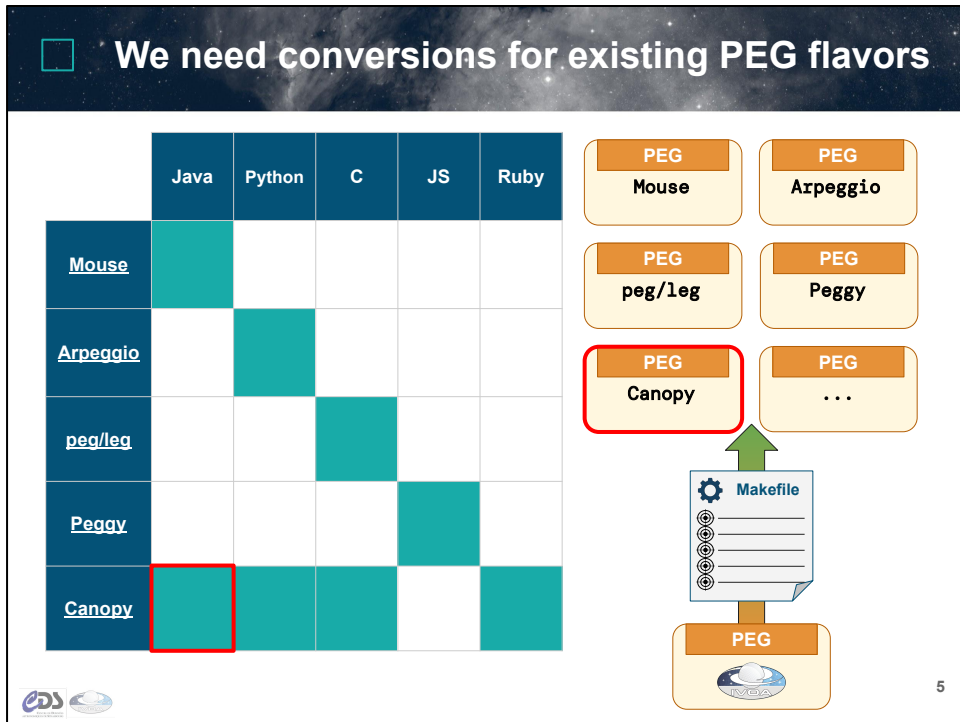 We need conversions for existing PEG flavors
Java Python C JS Ruby
Mouse
Arpeggio
peg/leg
Peggy
Canopy
PEG
Mouse
PEG
Arpeggio
PEG
peg/leg
PEG
Peggy
PEG
Canopy
PEG
...
Makefile
PEG
IVOA
CDS
5